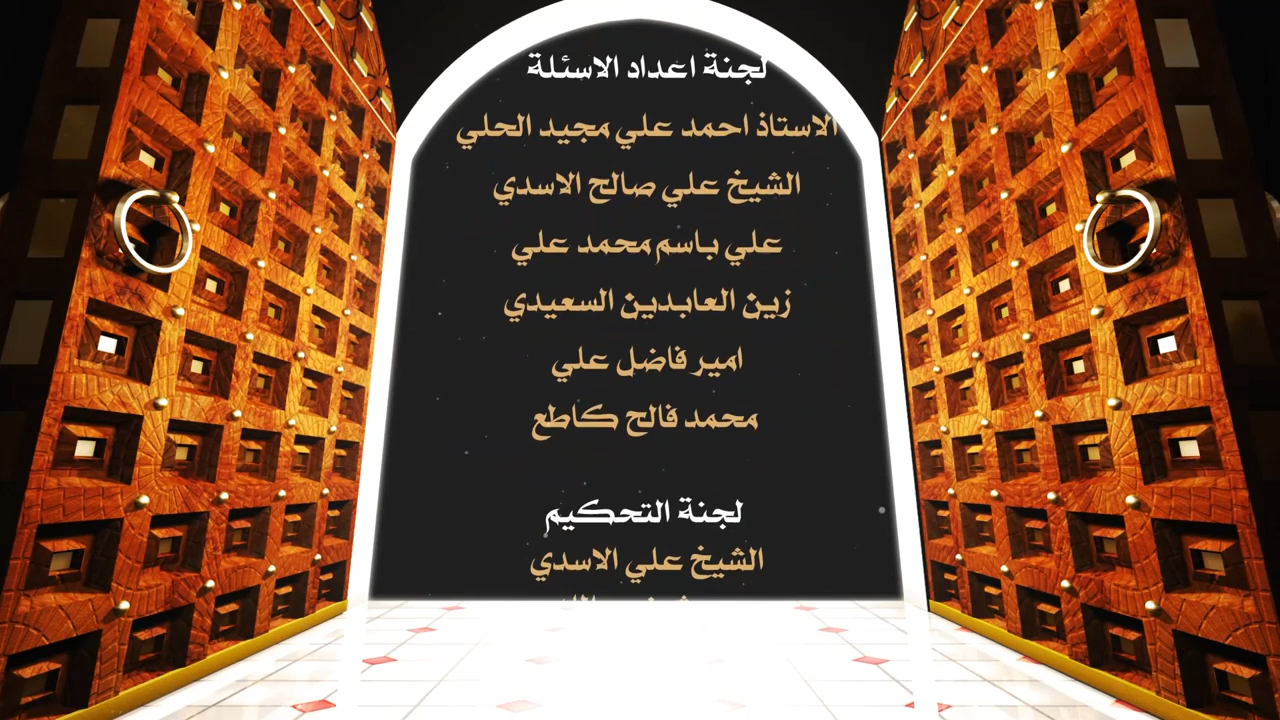 لجنة اعداد الاسئلة
الاستاذ احمد علي مجيد الحلي
الشيخ علي صالح الاسدي
علي باسم محمد علي
زين العابدين السعيدي
امير فاضل علي
محمد فالح كاطع
لجنة التحكيم
الشيخ علي الاسدي